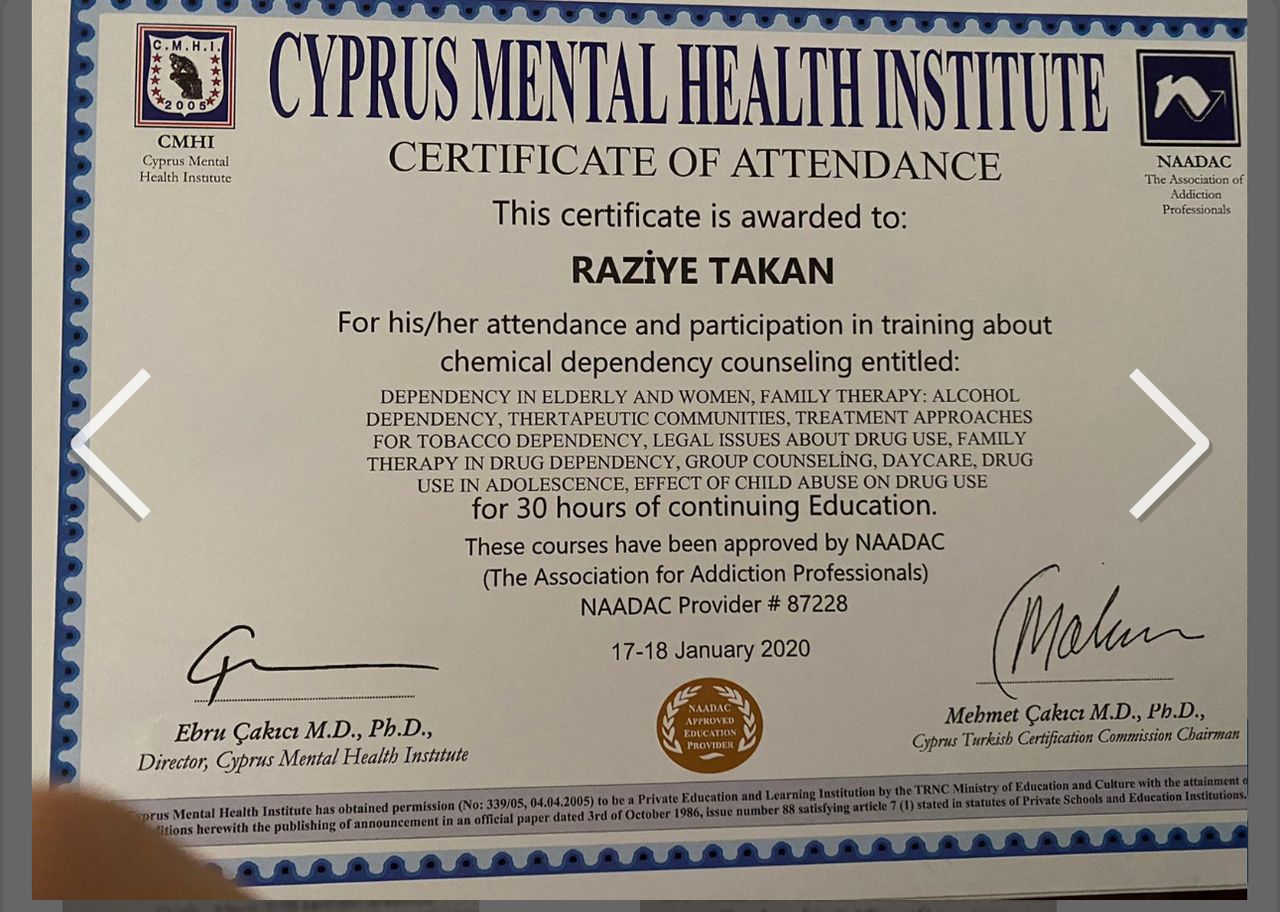 C.M.H.I.
2005
CMHI
Cyprus Mental
Health Institute
CYPRUS MENTAL HEALTH INSTITUTE
NAADAC
The Association of
Addiction
Professionals
CERTIFICATE OF ATTENDANCE
This certificate is awarded to:
RAZİYE TAKAN
For his/her attendance and participation in training about
chemical dependency counseling entitled:
DEPENDENCY IN ELDERLY AND WOMEN, FAMILY THERAPY: ALCOHOL
DEPENDENCY, THERTAPEUTIC COMMUNITIES, TREATMENT APPROACHES
FOR TOBACCO DEPENDENCY, LEGAL ISSUES ABOUT DRUG USE, FAMILY
THERAPY IN DRUG DEPENDENCY, GROUP COUNSELİNG, DAYCARE, DRUG
USE IN ADOLESCENCE, EFFECT OF CHILD ABUSE ON DRUG USE
for 30 hours of continuing Education.
These courses have been approved by NAADAC
(The Association for Addiction Professionals)
NAADAC Provider # 87228
17-18 January 2020
Ebru Çakıcı M.D., Ph.D.,
Director, Cyprus Mental Health Institute
NAADAC
APPROVED
EDUCATION
PROVIDER
Mehmet Çakıcı M.D., Ph.D.,
Cyprus Turkish Certification Commission Chairman
Mental Health Institute has obtained permission (No: 339/05, 04.04.2005) to be a Private Education and Learning Institution by the TRNC Ministry of Education and Culture with the attainment
herewith the publishing of announcement in an official paper dated 3rd of October 1986, issue number 88 satisfying article 7 (1) stated in statutes of Private Schools and Education Institutions.